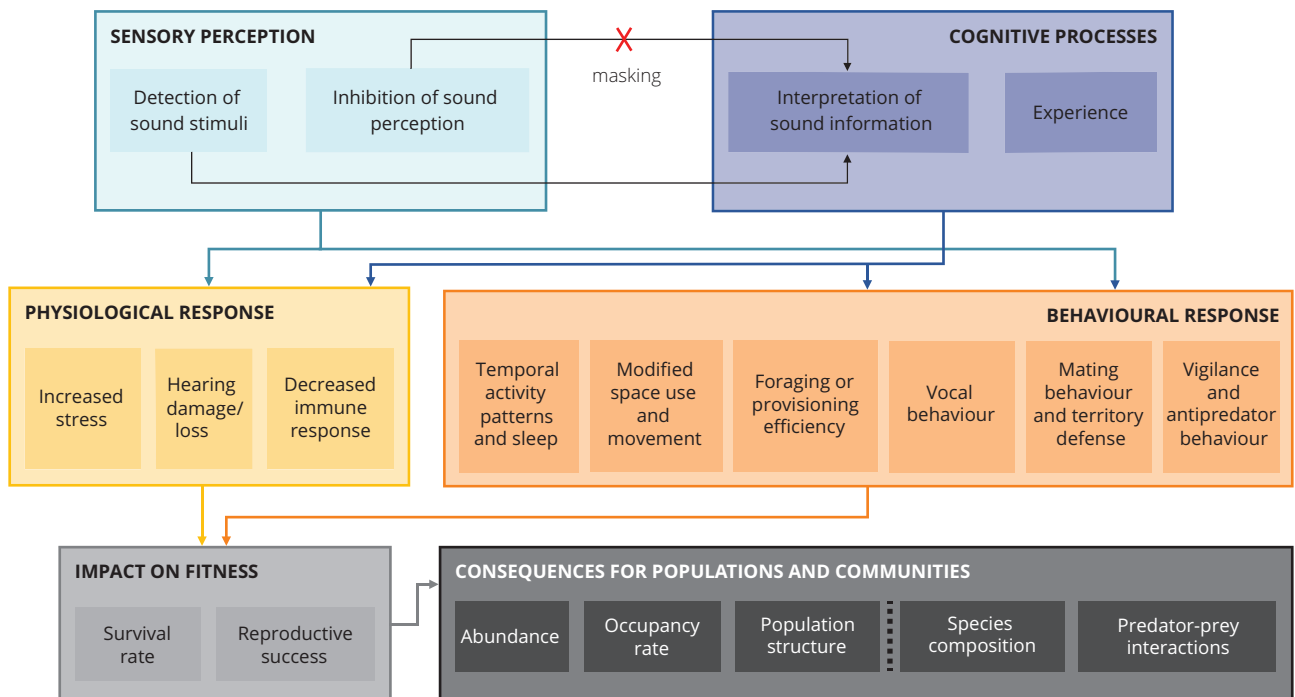 SENSORY PERCEPTION
Detection of
sound stimuli
Inhibition of sound
perception
masking
COGNITIVE PROCESSES
Interpretation of
sound information
Experience
PHYSIOLOGICAL RESPONSE
Increased
stress
Hearing
damage/
loss
Decreased
immune
response
BEHAVIOURAL RESPONSE
Temporal
activity
patterns
and sleep
Modified
space use
and
movement
Foraging or
provisioning
efficiency
Vocal
behaviour
Mating
behaviour
and territory
defense
Vigilance
and
antipredator
behaviour
IMPACT ON FITNESS
Survival
rate
Reproductive
success
CONSEQUENCES FOR POPULATIONS AND COMMUNITIES
Abundance
Occupancy
rate
Population
structure
Species
composition
Predator-prey
interactions